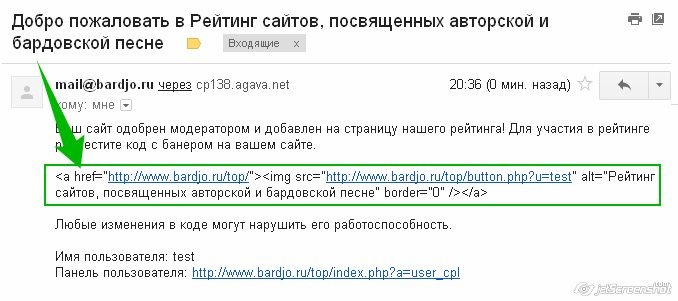 Добро пожаловать в Рейтинг сайтов, посвященных авторской и
бардовской песне
Входящие x
mail@bardjo.ru через cp138.agava.net
20:36 (0 мин. назад)
кому: мне
сайт одобрен модератором и добавлен на страницу нашего рейтинга! Для участия в рейтинге
код с банером на вашем сайте.
<a href="http://www.bardjo.ru/top/"><img src="http://www.bardjo.ru/top/button.php?u=test" alt="Рейтинг
сайтов, посвященных авторской и бардовской песне" border="0" /></a>
Любые изменения в коде могут нарушить его работоспособность.
Имя пользователя: test
Панель пользователя: http://www.bardjo.ru/top/index.php?a=user_cpl
jetScreenshot